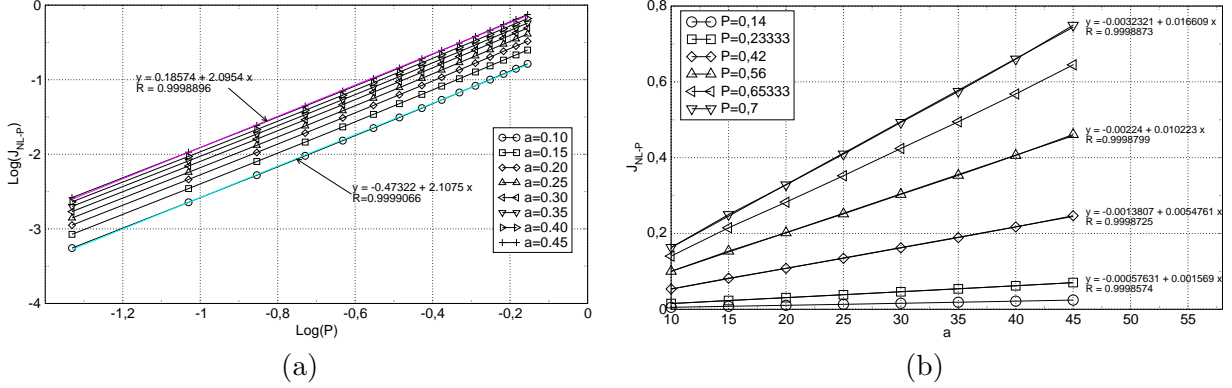 0
-1
-2
-3
-4
-1,2
-1
-0,8
-0,6
-0,4
-0,2
0
Log(P)
Log(J_NL-P)
y = 0.18574 + 2.0954 x
R = 0.9998896
y = -0.47322 + 2.1075 x
R=0.9999066
a=0.10
a=0.15
a=0.20
a=0.25
a=0.30
a=0.35
a=0.40
a=0.45
(a)
0,8
0,6
0,4
0,2
0
10
15
20
25
30
35
40
45
50
55
a
J_NL-P
P=0,14
P=0,23333
P=0,42
P=0,56
P=0,65333
P=0,7
y = -0.0032321 + 0.016609 x
R = 0.9998873
y = -0.00224 + 0.010223 x
R = 0.9998799
y = -0.0013807 + 0.0054761 x
R = 0.9998725
y = -0.00057631 + 0.001569 x
R = 0.9998574
(b)